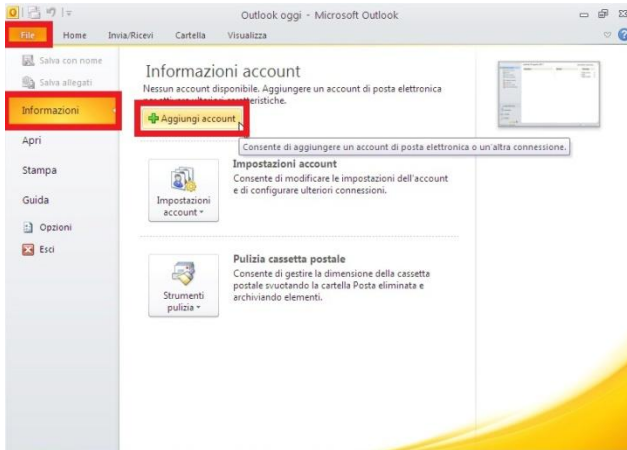 Outlook oggi - Microsoft Outlook
File Home Invia/Ricevi Cartella Visualizza
Salva con nome
Salva allegati
Informazioni
Apri
Stampa
Guida
Opzioni
Esci
Informazioni account
Nessun account disponibile. Aggiungere un account di posta elettronica
per attivare ulteriori caratteristiche.
Aggiungi account
Consente di aggiungere un account di posta elettronica o un'altra connessione.
Impostazioni account
Impostazioni account
Consente di modificare le impostazioni dell'account
e di configurare ulteriori connessioni.
Strumenti pulizia
Pulizia cassetta postale
Consente di gestire la dimensione della cassetta
postale svuotando la cartella Posta eliminata e
archiviando elementi.